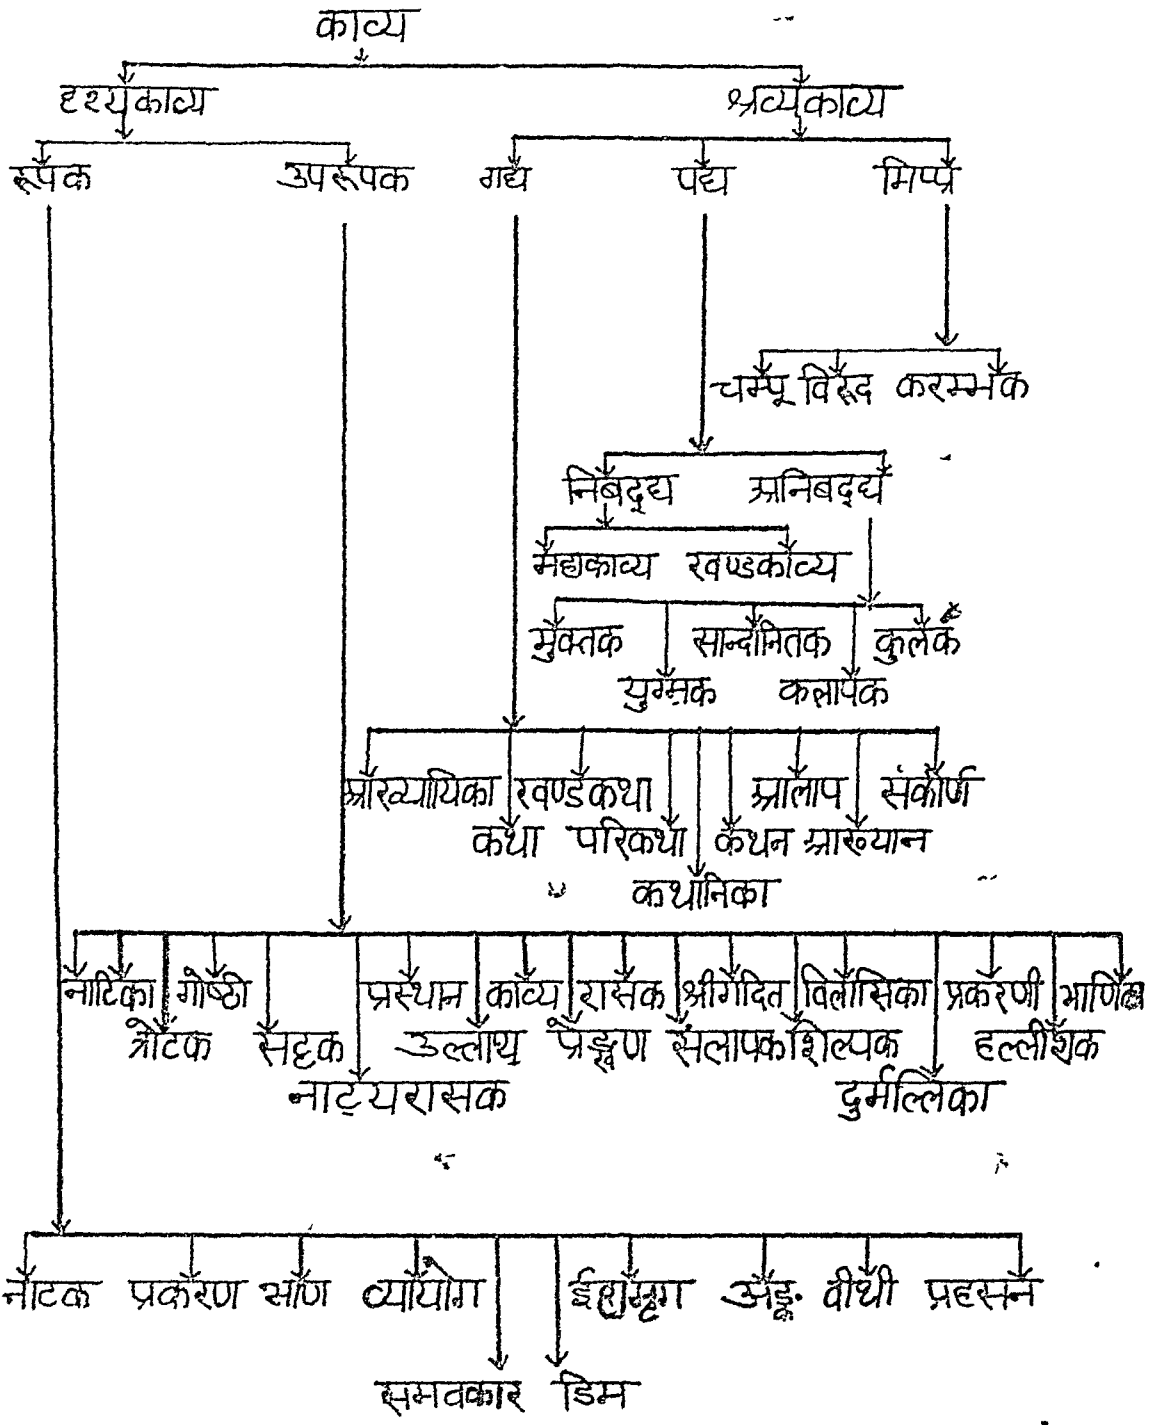 काव्य
दृश्यकाव्य श्रव्यकाव्य
रूपक उपरूपक गद्य पद्य मिश्र
चम्पू विरूद करम्भक
निबद्ध अनिबद्ध
महाकाव्य खण्डकाव्य
मुक्तक सान्दानितक कुलक
युग्मक कलापक
आख्यायिका खण्डकथा आलाप संकीर्ण
कथा परिकथा कथन आख्यान
कथानिका
नाटिका गोष्ठी प्रस्थान काव्य रासक श्रीगदित विलासिका प्रकरणी भाणिका
त्रोटक सट्टक उल्लाथ प्रेङ्खण संलापक शिल्पक हल्लीशक
नाट्यरासक दुर्मल्लिका
नाटक प्रकरण भाण व्यायोग ईहामृग अङ्क वीथी प्रहसन
समवकार डिम